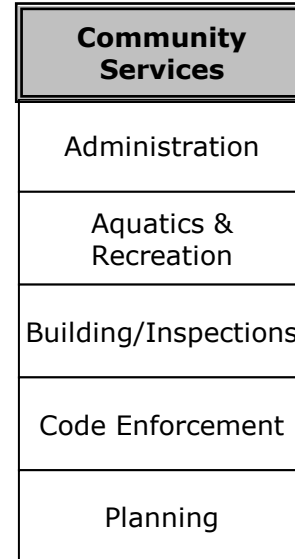 Community
Services
Administration
Aquatics &
Recreation
Building/Inspections
Code Enforcement
Planning